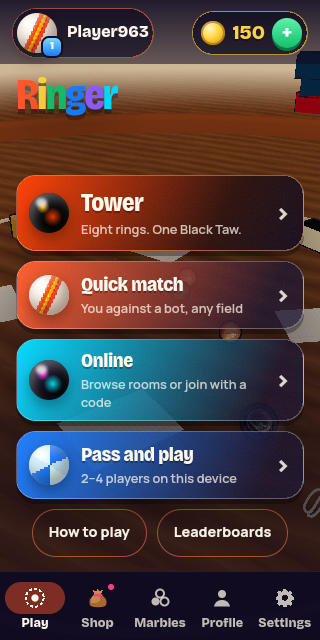 Player963
1
150
+
Ringer
Tower
Eight rings. One Black Taw.
Quick match
You against a bot, any field
Online
Browse rooms or join with a
code
Pass and play
2–4 players on this device
How to play
Leaderboards
Play
Shop
Marbles
Profile
Settings